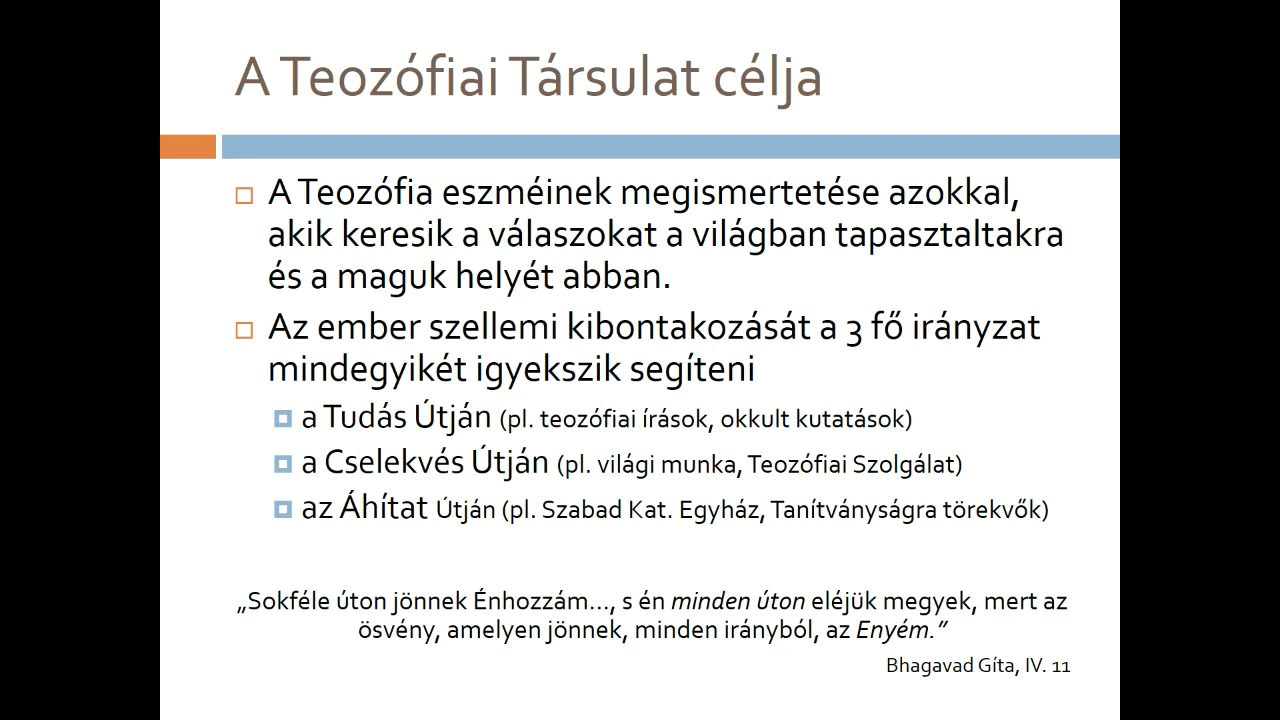 A Teozófiai Társulat célja
A Teozófia eszméinek megismertetése azokkal,
akik keresik a válaszokat a világban tapasztaltakra
és a maguk helyét abban.
Az ember szellemi kibontakozását a 3 fő irányzat
mindegyikét igyekszik segíteni
a Tudás Útján (pl. teozófiai írások, okkult kutatások)
a Cselekvés Útján (pl. világi munka, Teozófiai Szolgálat)
az Áhítat Útján (pl. Szabad Kat. Egyház, Tanítványságra törekvők)
„Sokféle úton jönnek Énhozzám..., s én minden úton eléjük megyek, mert az
ösvény, amelyen jönnek, minden irányból, az Enyém.”
Bhagavad Gíta, IV. 11